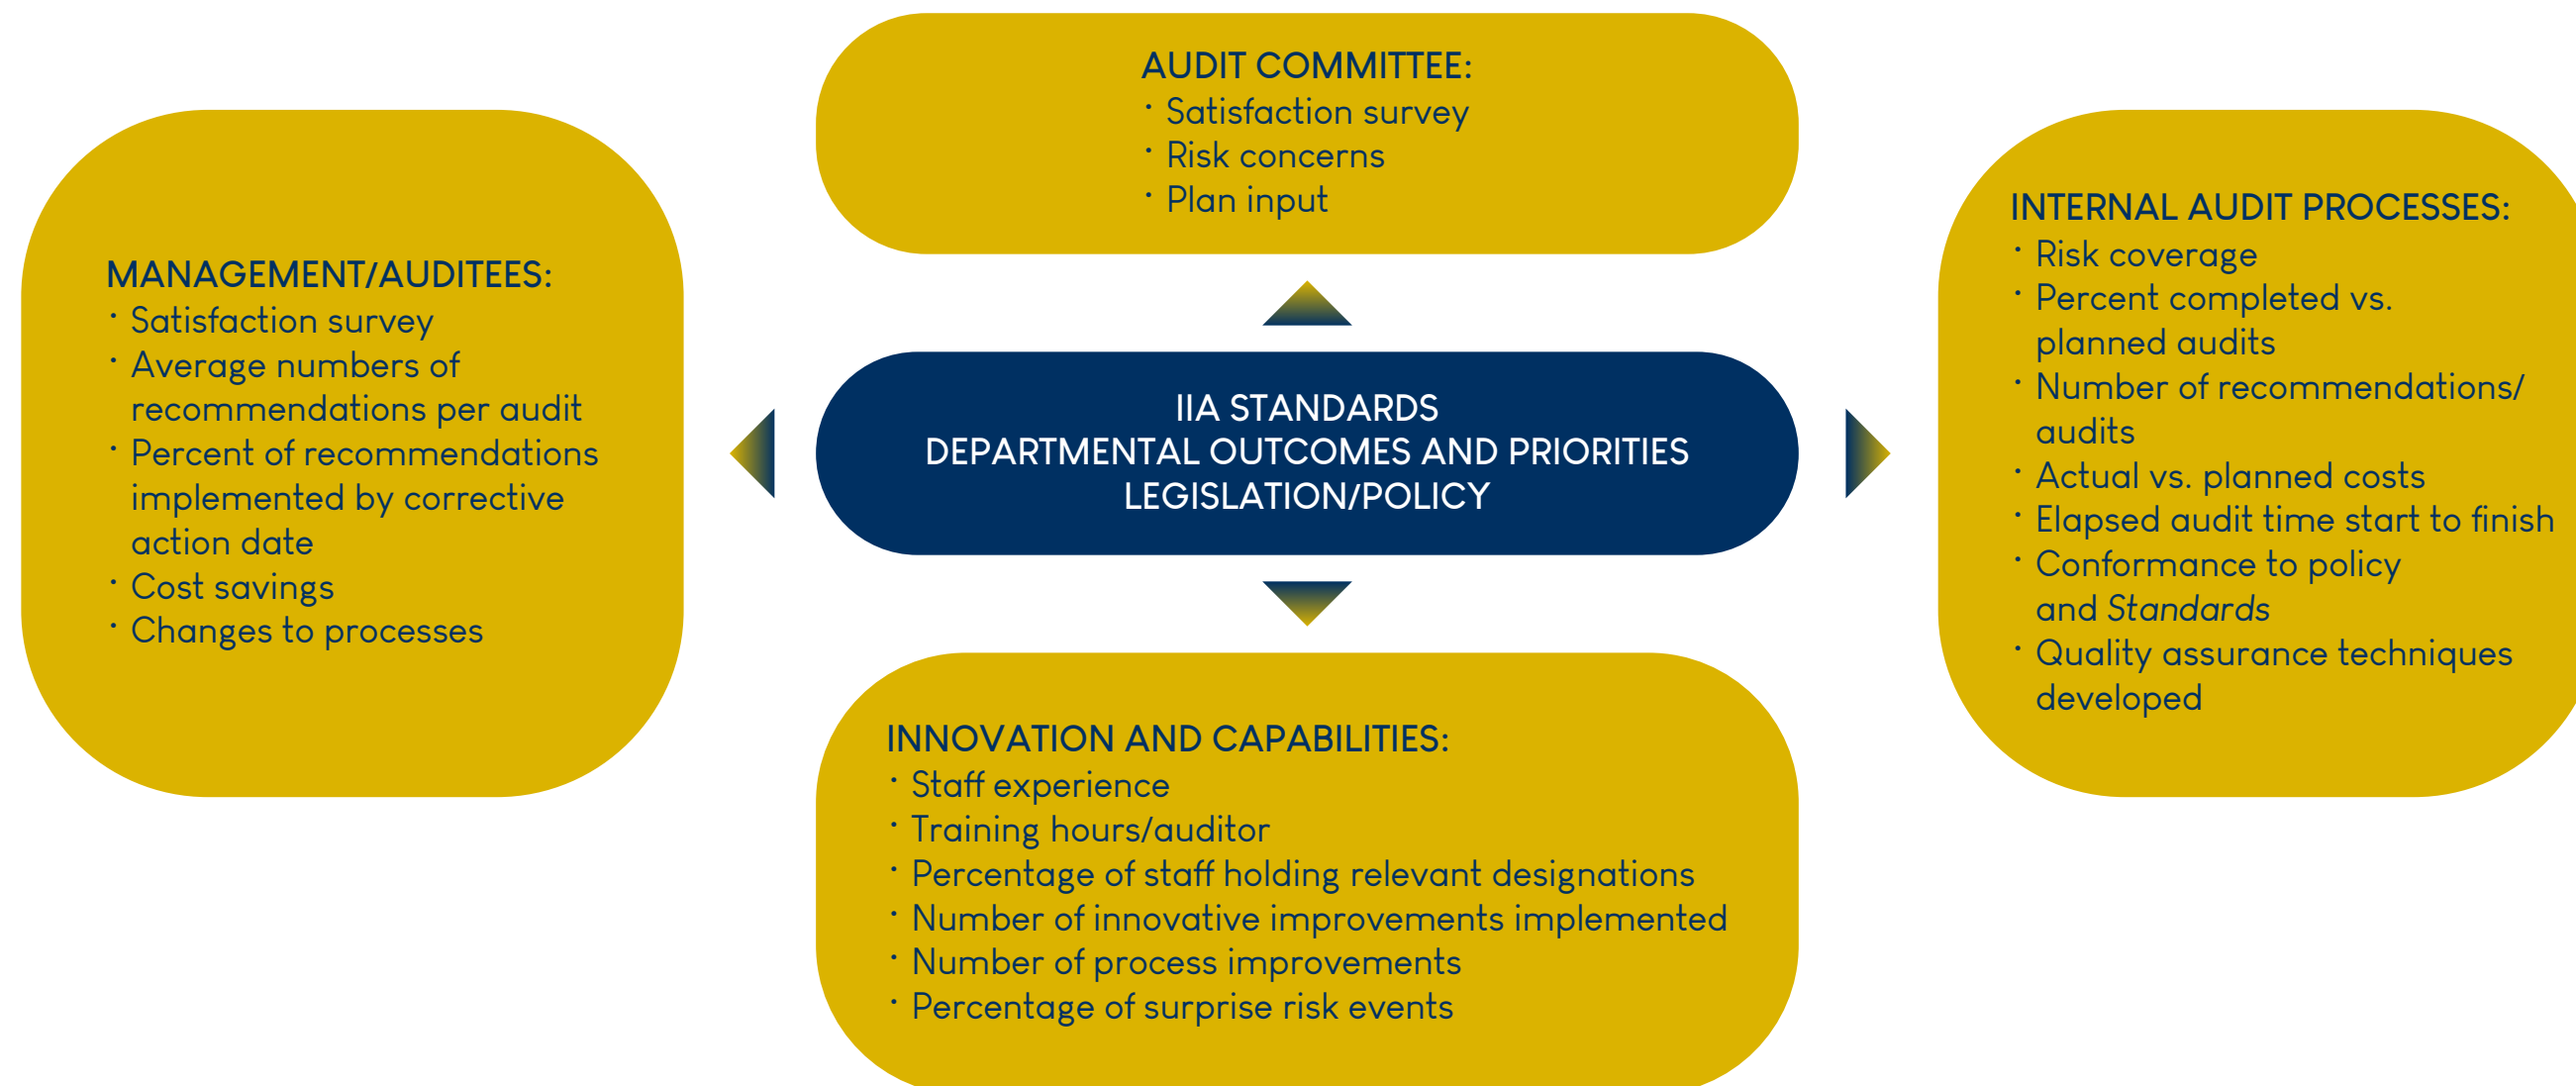 AUDIT COMMITTEE:
· Satisfaction survey
· Risk concerns
· Plan input
MANAGEMENT/AUDITEES:
· Satisfaction survey
· Average numbers of
recommendations per audit
· Percent of recommendations
implemented by corrective
action date
· Cost savings
· Changes to processes
IIA STANDARDS
DEPARTMENTAL OUTCOMES AND PRIORITIES
LEGISLATION/POLICY
INTERNAL AUDIT PROCESSES:
· Risk coverage
· Percent completed vs.
planned audits
· Number of recommendations/
audits
· Actual vs. planned costs
· Elapsed audit time start to finish
· Conformance to policy
and Standards
· Quality assurance techniques
developed
INNOVATION AND CAPABILITIES:
· Staff experience
· Training hours/auditor
· Percentage of staff holding relevant designations
· Number of innovative improvements implemented
· Number of process improvements
· Percentage of surprise risk events